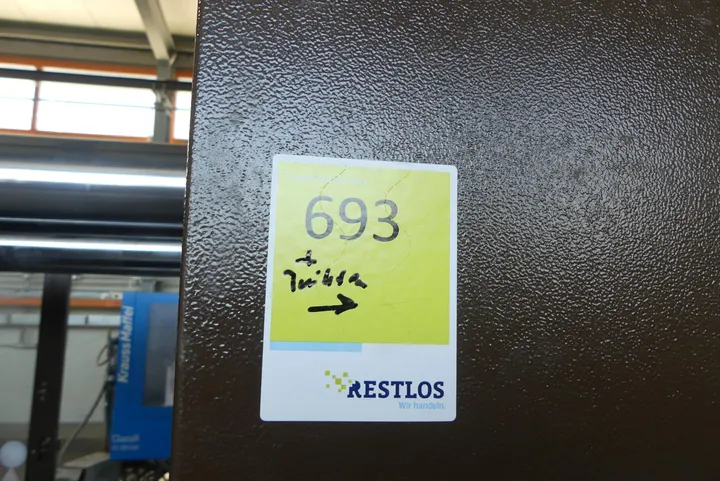 693
+
RESTLOS
Wir handeln.
KraussMaffei